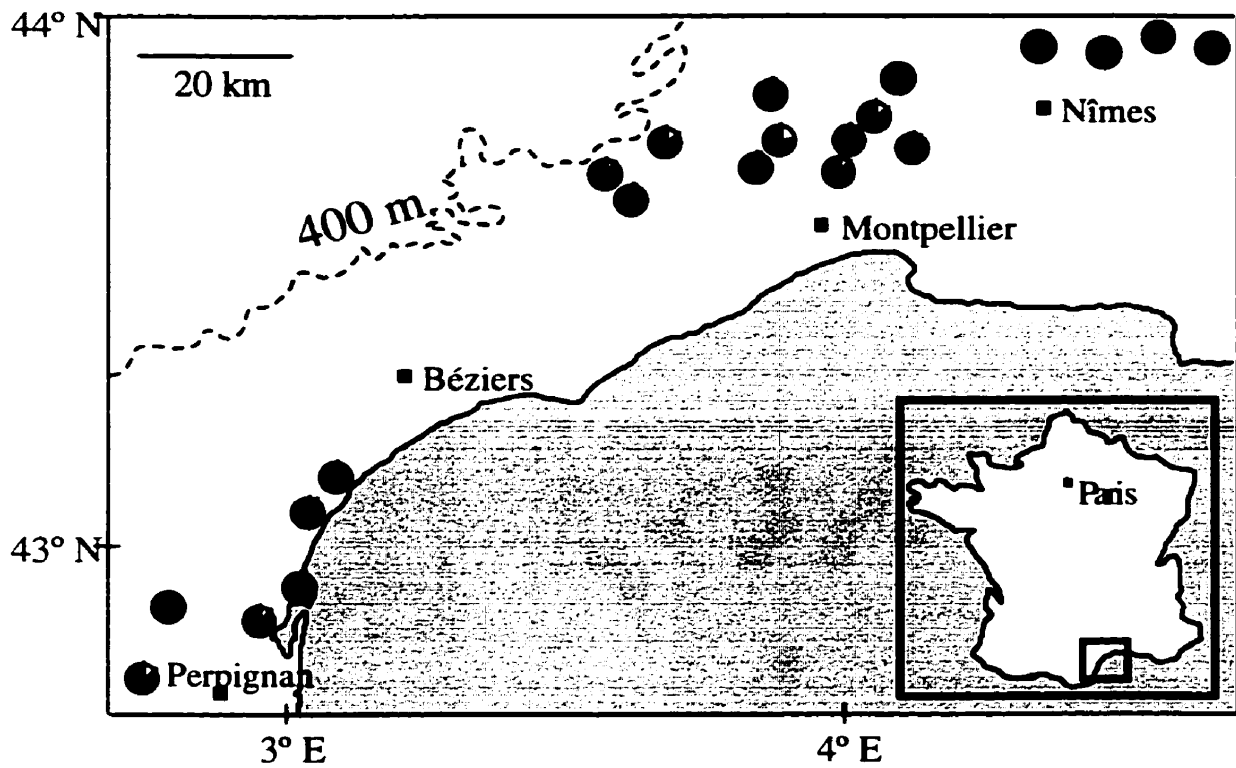 44° N
20 km
Nîmes
400 m
Montpellier
Béziers
Paris
43° N
Perpignan
3° E
4° E